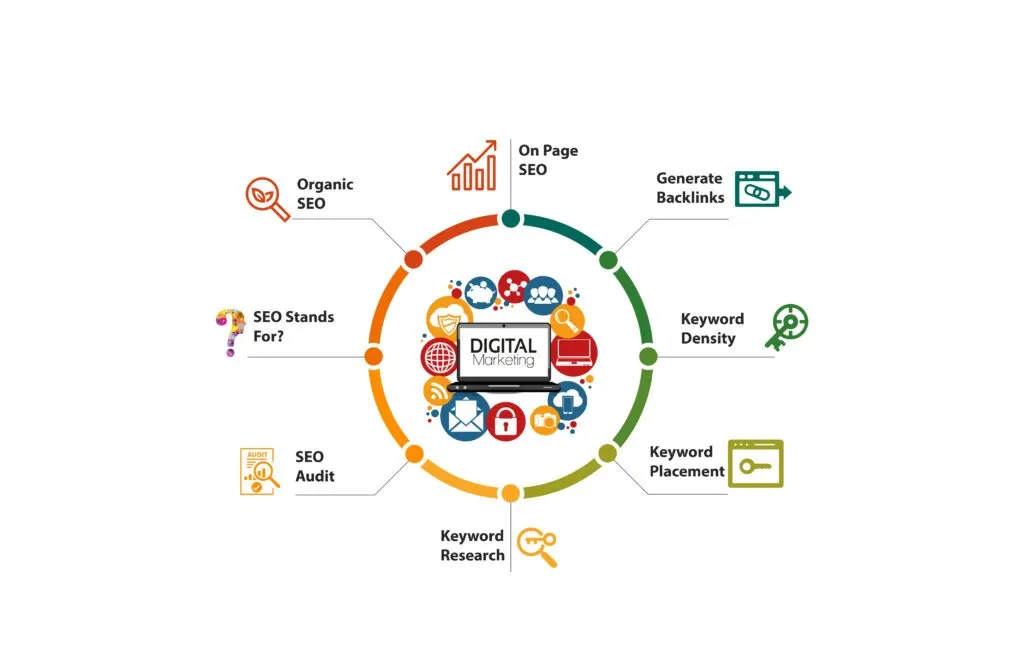 On Page
SEO
Generate
Backlinks
Keyword
Density
Keyword
Placement
Keyword
Research
SEO
Audit
AUDIT
SEO Stands
For?
Organic
SEO
DIGITAL
Marketing